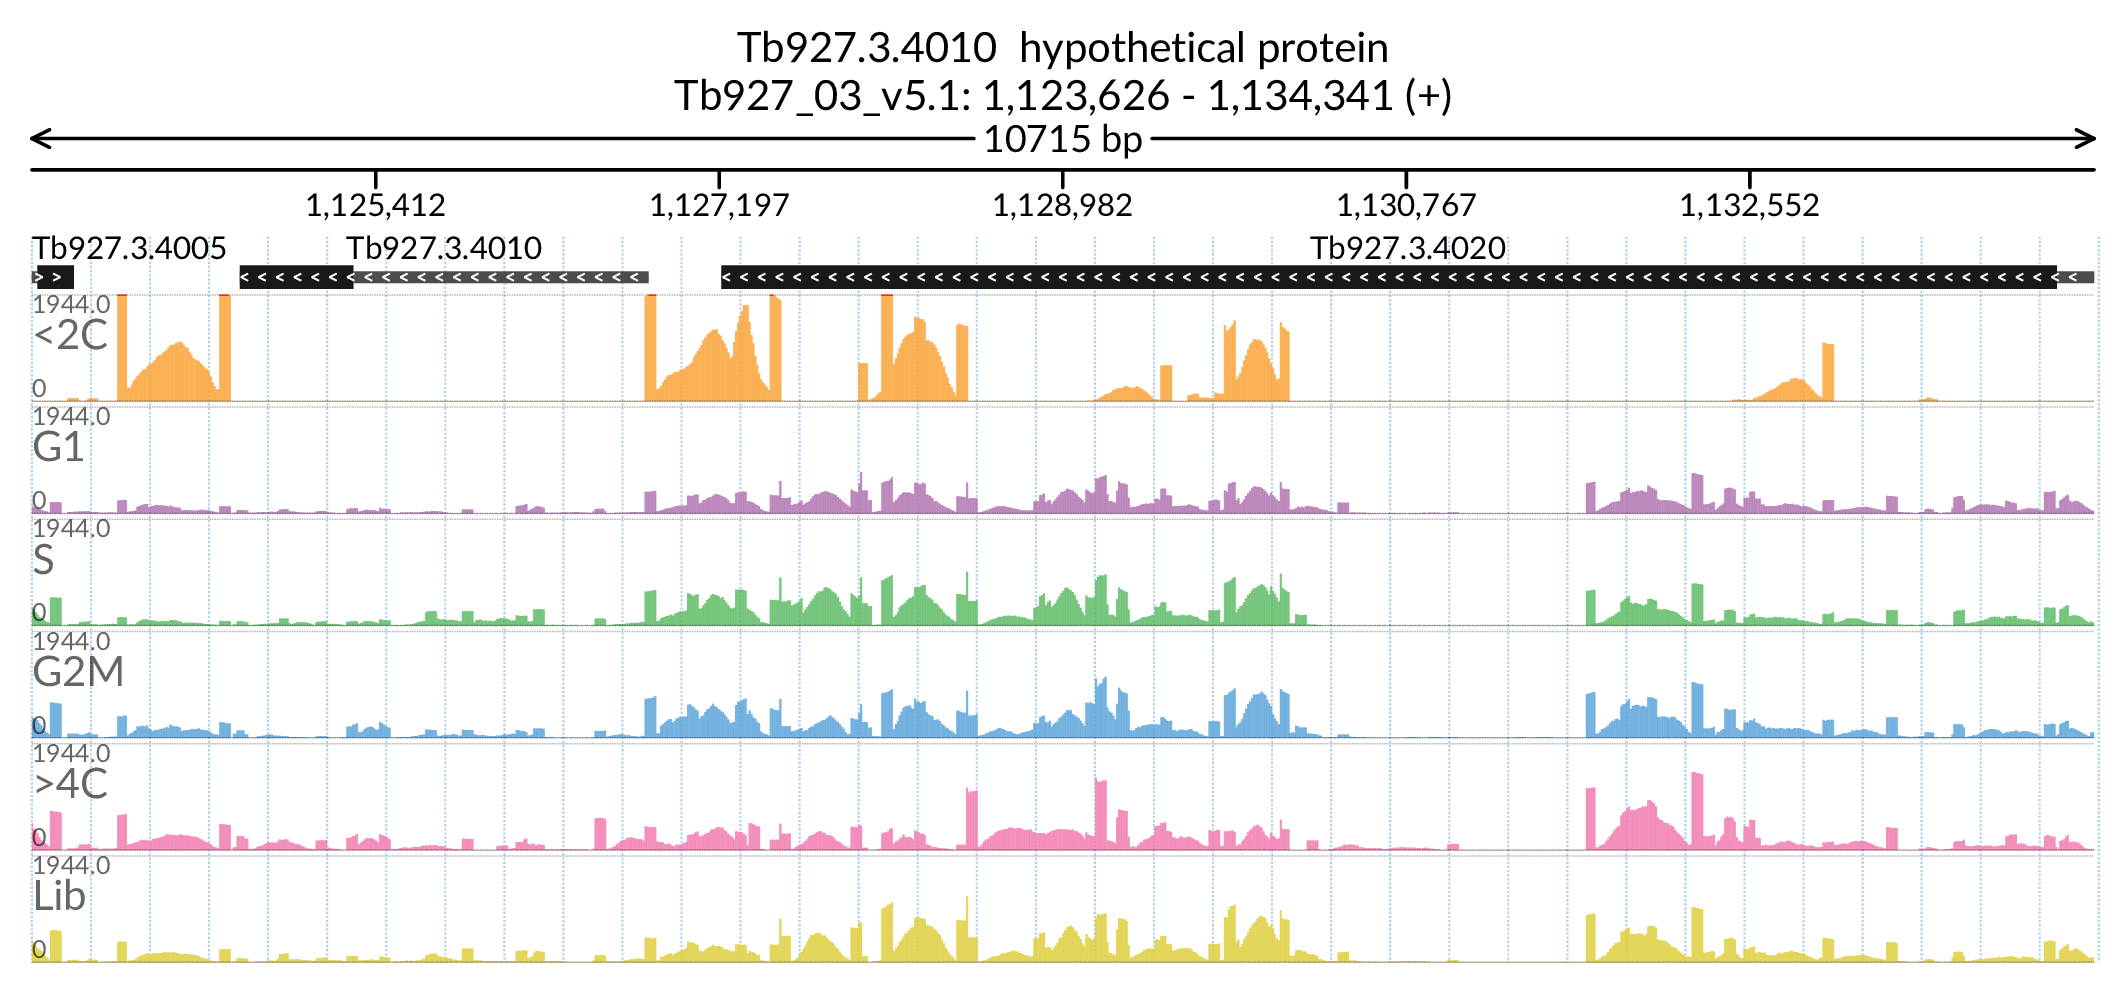 Tb927.3.4010  hypothetical protein
Tb927_03_v5.1: 1,123,626 - 1,134,341 (+)
10715 bp
1,125,412 1,127,197 1,128,982 1,130,767 1,132,552
Tb927.3.4005 Tb927.3.4010 Tb927.3.4020
1944.0
<2C
0
1944.0
G1
0
1944.0
S
0
1944.0
G2M
0
1944.0
>4C
0
1944.0
Lib
0